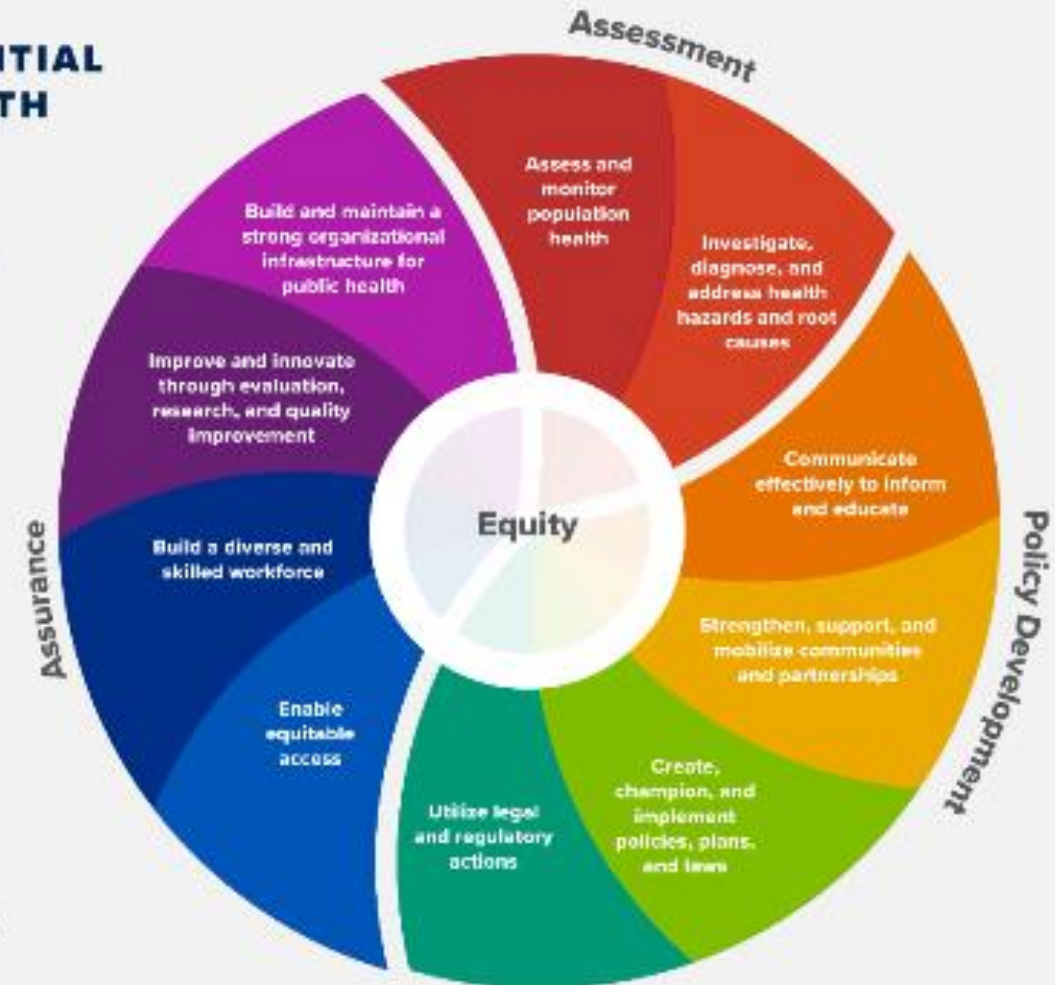 NTIAL
TH
Assessment
Assess and
monitor
population
health
Investigate,
diagnose, and
address health
hazards and root
causes
Policy Development
Communicate
effectively to inform
and educate
Strengthen, support, and
mobilize communities
and partnerships
Create,
champion, and
implement
policies, plans,
and laws
Utilize legal
and regulatory
actions
Assurance
Enable
equitable
access
Build a diverse and
skilled workforce
Improve and innovate
through evaluation,
research, and quality
improvement
Build and maintain a
strong organizational
infrastructure for
public health
Equity